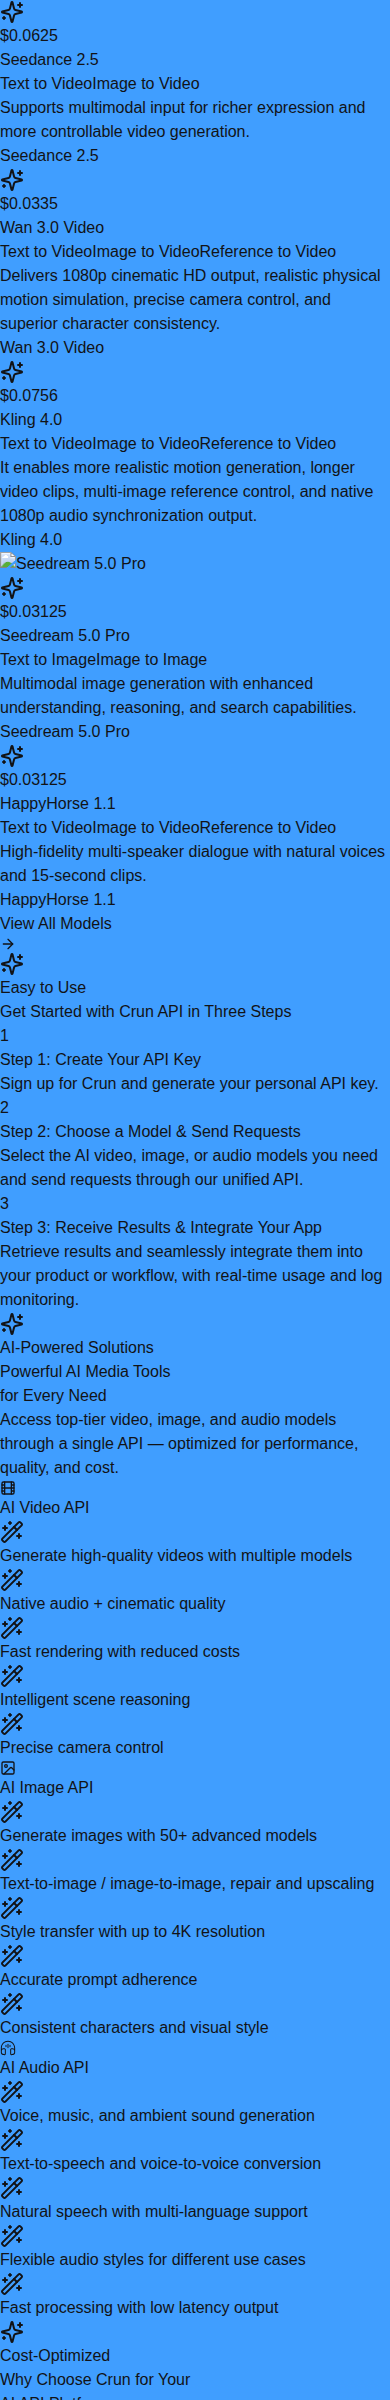 $0.0625
Seedance 2.5
Text to VideoImage to Video
Supports multimodal input for richer expression and
more controllable video generation.
Seedance 2.5
$0.0335
Wan 3.0 Video
Text to VideoImage to VideoReference to Video
Delivers 1080p cinematic HD output, realistic physical
motion simulation, precise camera control, and
superior character consistency.
Wan 3.0 Video
$0.0756
Kling 4.0
Text to VideoImage to VideoReference to Video
It enables more realistic motion generation, longer
video clips, multi-image reference control, and native
1080p audio synchronization output.
Kling 4.0
Seedream 5.0 Pro
$0.03125
Seedream 5.0 Pro
Text to ImageImage to Image
Multimodal image generation with enhanced
understanding, reasoning, and search capabilities.
Seedream 5.0 Pro
$0.03125
HappyHorse 1.1
Text to VideoImage to VideoReference to Video
High-fidelity multi-speaker dialogue with natural voices
and 15-second clips.
HappyHorse 1.1
View All Models
Easy to Use
Get Started with Crun API in Three Steps
1
Step 1: Create Your API Key
Sign up for Crun and generate your personal API key.
2
Step 2: Choose a Model & Send Requests
Select the AI video, image, or audio models you need
and send requests through our unified API.
3
Step 3: Receive Results & Integrate Your App
Retrieve results and seamlessly integrate them into
your product or workflow, with real-time usage and log
monitoring.
AI-Powered Solutions
Powerful AI Media Tools
for Every Need
Access top-tier video, image, and audio models
through a single API — optimized for performance,
quality, and cost.
AI Video API
Generate high-quality videos with multiple models
Native audio + cinematic quality
Fast rendering with reduced costs
Intelligent scene reasoning
Precise camera control
AI Image API
Generate images with 50+ advanced models
Text-to-image / image-to-image, repair and upscaling
Style transfer with up to 4K resolution
Accurate prompt adherence
Consistent characters and visual style
AI Audio API
Voice, music, and ambient sound generation
Text-to-speech and voice-to-voice conversion
Natural speech with multi-language support
Flexible audio styles for different use cases
Fast processing with low latency output
Cost-Optimized
Why Choose Crun for Your